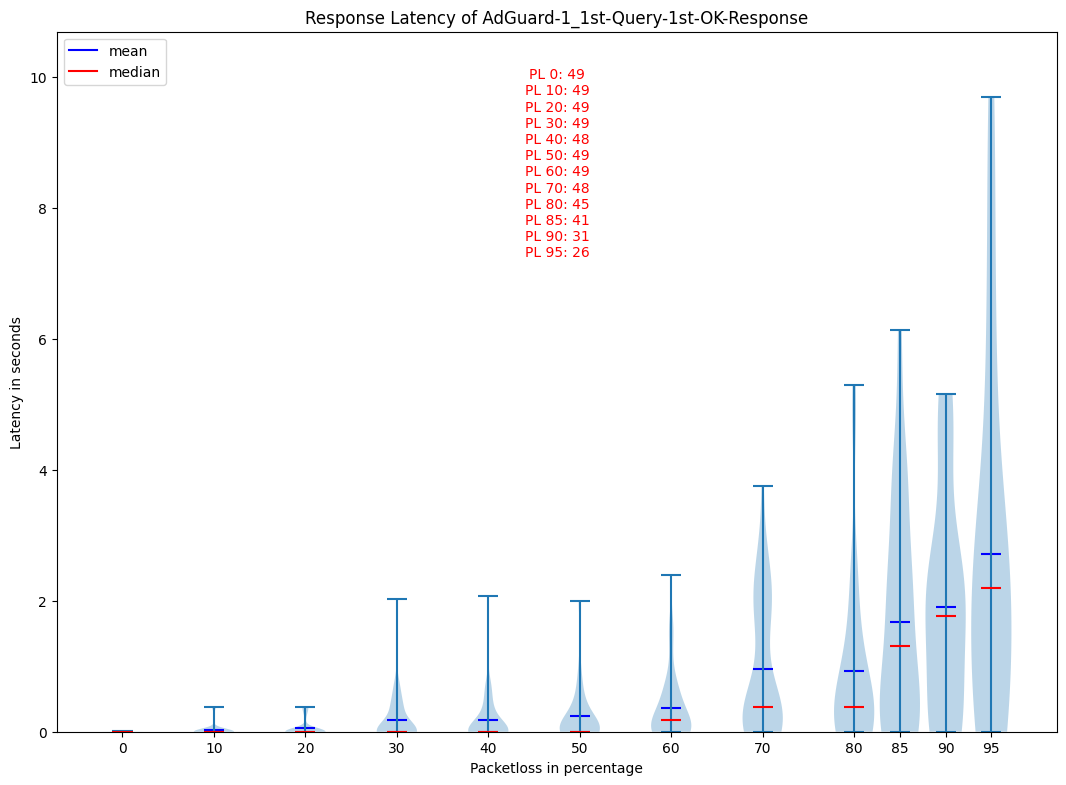 Response Latency of AdGuard-1_1st-Query-1st-OK-Response
mean
median
PL 0: 49
PL 10: 49
PL 20: 49
PL 30: 49
PL 40: 48
PL 50: 49
PL 60: 49
PL 70: 48
PL 80: 45
PL 85: 41
PL 90: 31
PL 95: 26
Latency in seconds
10
8
6
4
2
0
0 10 20 30 40 50 60 70 80 85 90 95
Packetloss in percentage